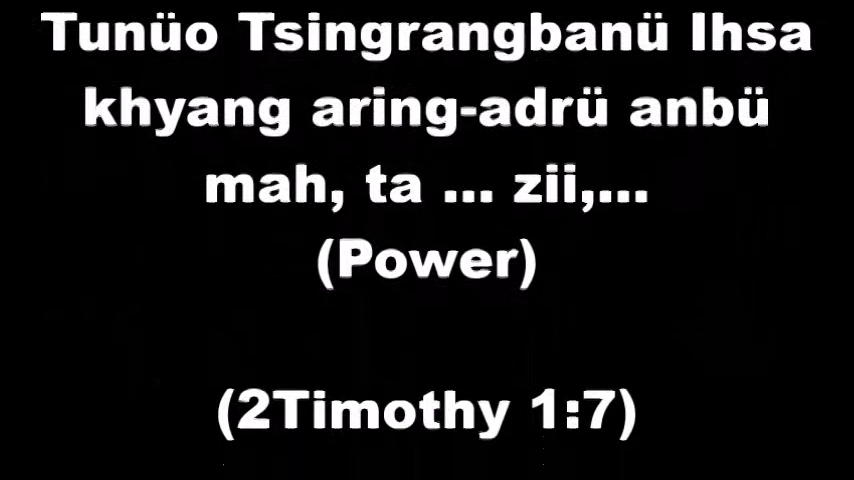 Tunüo Tsingrangbanü Ihsa
khyang aring-adrü anbü
mah, ta ... zii,...
(Power)
(2Timothy 1:7)